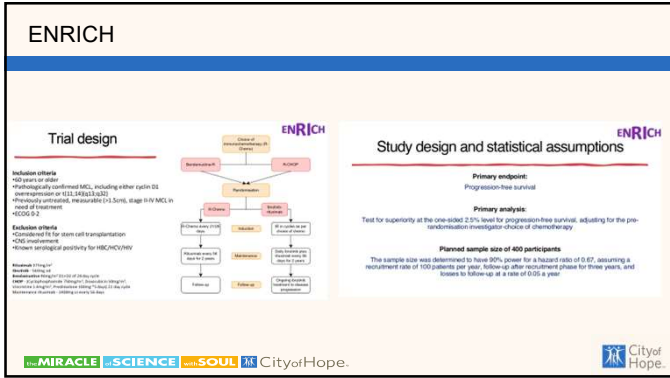 ENRICH
ENRICH
Trial design
Inclusion criteria
•60 years or older
•Pathologically confirmed MCL, including either cyclin D1
overexpression or t(11;14)(q13;q32)
•Previously untreated, measurable (>1.5cm), stage II-IV MCL in
need of treatment
•ECOG 0-2
Exclusion criteria
•Considered fit for stem cell transplantation
•CNS involvement
•Known serological positivity for HBC/HCV/HIV
Choice of
immunochemotherapy (R-
Chemo)
Bendamustine-R
R-CHOP
Randomisation
R-Chemo
Induction
Maintenance
Rituximab every 56
days for 2 years
Follow-up
Follow-up
ENRICH
Study design and statistical assumptions
Primary endpoint:
Progression-free survival
Primary analysis:
Test for superiority at the one-sided 2.5% level for progression-free survival, adjusting for the pre-
randomisation investigator-choice of chemotherapy
Planned sample size of 400 participants
The sample size was determined to have 90% power for a hazard ratio of 0.67, assuming a
recruitment rate of 100 patients per year, follow-up after recruitment phase for three years, and
losses to follow-up at a rate of 0.05 a year
the MIRACLE of SCIENCE with SOUL CityofHope.
City of
Hope.